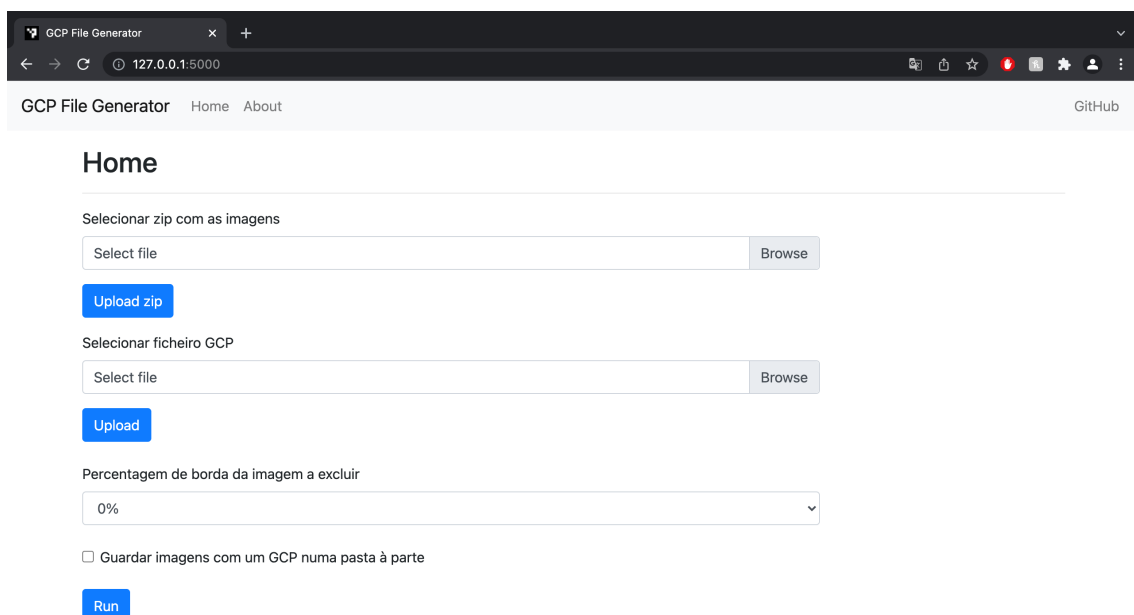 GCP File Generator
127.0.0.1:5000
GCP File Generator Home About GitHub
Home
Selecionar zip com as imagens
Select file Browse
Upload zip
Selecionar ficheiro GCP
Select file Browse
Upload
Percentagem de borda da imagem a excluir
0%
Guardar imagens com um GCP numa pasta à parte
Run